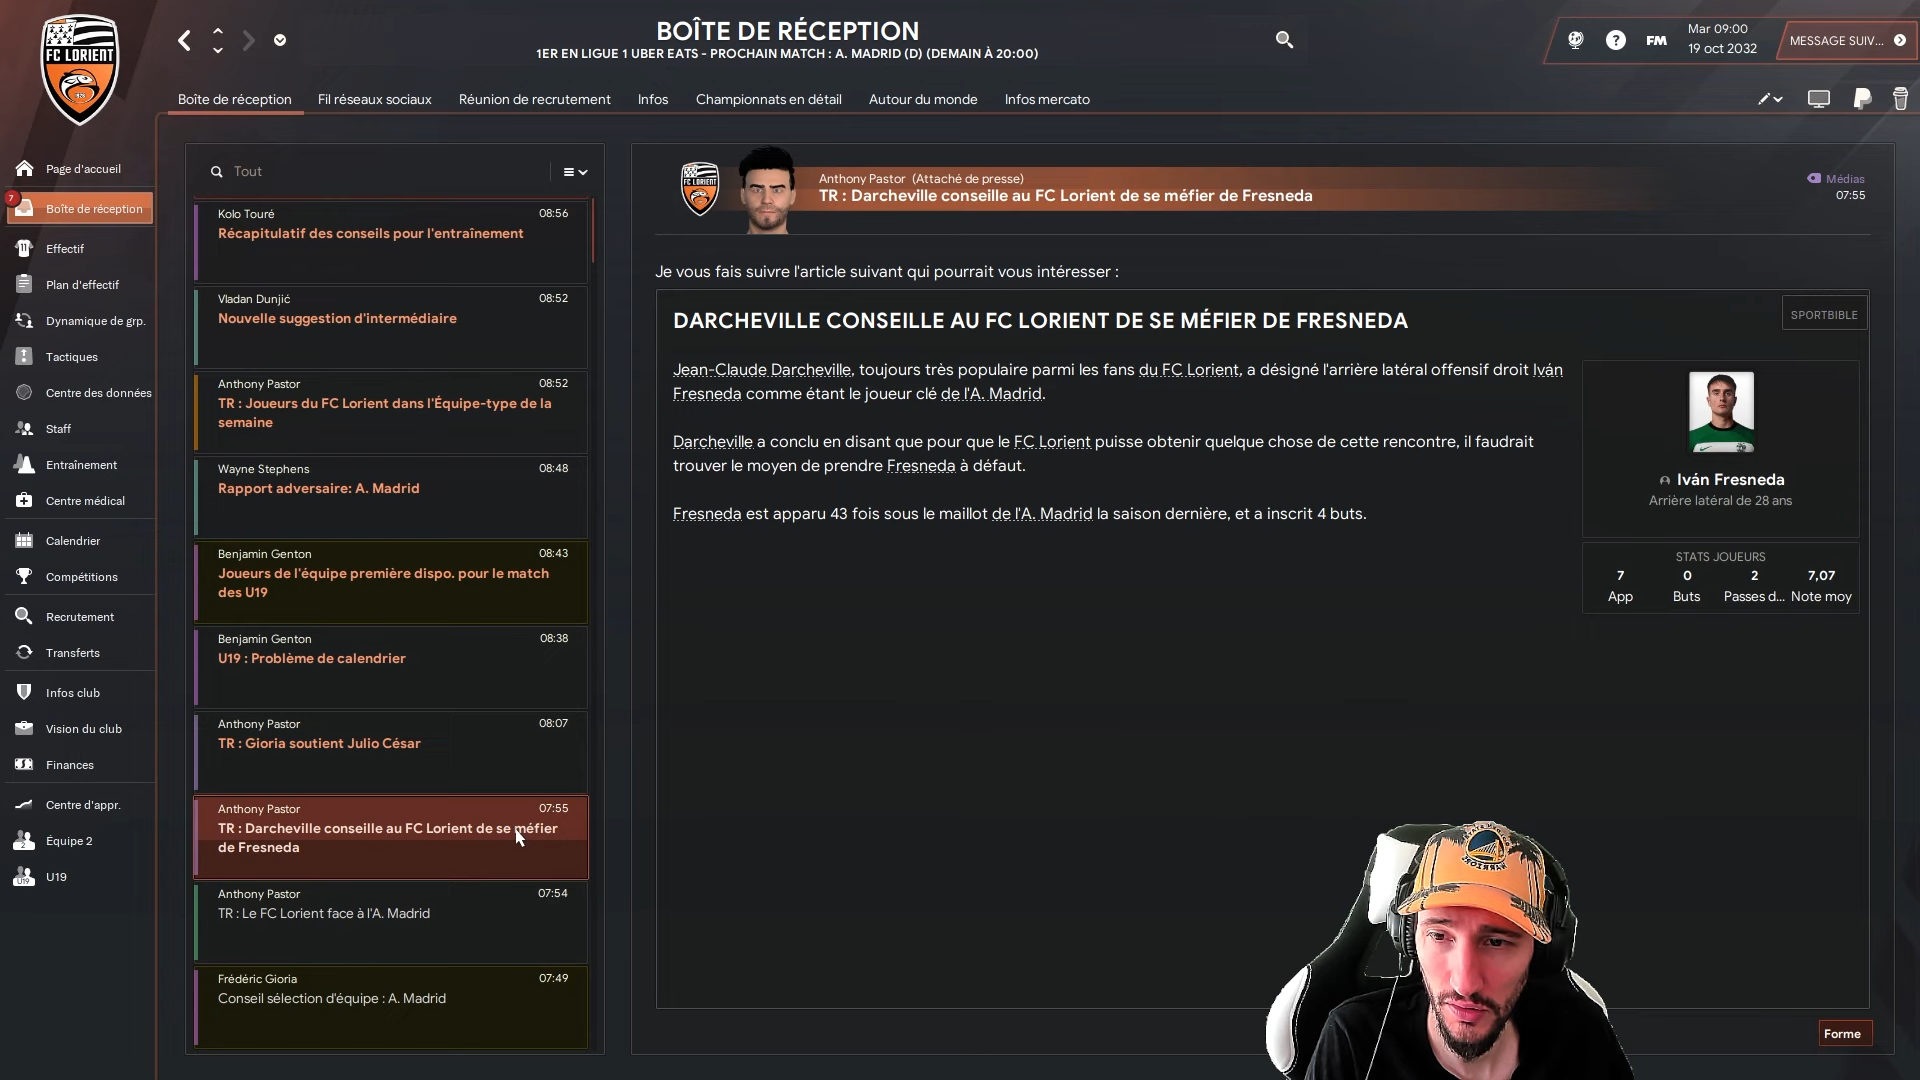 FC LORIENT
BOÎTE DE RÉCEPTION
1ER EN LIGUE 1 UBER EATS - PROCHAIN MATCH : A. MADRID (D) (DEMAIN À 20:00)
FM
Mar 09:00
19 oct 2032
MESSAGE SUIV...
Boîte de réception
Fil réseaux sociaux
Réunion de recrutement
Infos
Championnats en détail
Autour du monde
Infos mercato
Page d'accueil
7
Boîte de réception
Effectif
Plan d'effectif
Dynamique de grp.
Tactiques
Centre des données
Staff
Entraînement
Centre médical
Calendrier
Compétitions
Recrutement
Transferts
Infos club
Vision du club
Finances
Centre d'appr.
2
Équipe 2
U19
U19
Tout
Kolo Touré 08:56
Récapitulatif des conseils pour l'entraînement
Vladan Dunjić 08:52
Nouvelle suggestion d'intermédiaire
Anthony Pastor 08:52
TR : Joueurs du FC Lorient dans l'Équipe-type de la
semaine
Wayne Stephens 08:48
Rapport adversaire: A. Madrid
Benjamin Genton 08:43
Joueurs de l'équipe première dispo. pour le match
des U19
Benjamin Genton 08:38
U19 : Problème de calendrier
Anthony Pastor 08:07
TR : Gioria soutient Julio César
Anthony Pastor 07:55
TR : Darcheville conseille au FC Lorient de se méfier
de Fresneda
Anthony Pastor 07:54
TR : Le FC Lorient face à l'A. Madrid
Frédéric Gioria 07:49
Conseil sélection d'équipe : A. Madrid
FC LORIENT
Anthony Pastor (Attaché de presse)
TR : Darcheville conseille au FC Lorient de se méfier de Fresneda
Médias
07:55
Je vous fais suivre l'article suivant qui pourrait vous intéresser :
DARCHEVILLE CONSEILLE AU FC LORIENT DE SE MÉFIER DE FRESNEDA
SPORTBIBLE
Jean-Claude Darcheville, toujours très populaire parmi les fans du FC Lorient, a désigné l'arrière latéral offensif droit Iván
Fresneda comme étant le joueur clé de l'A. Madrid.
Darcheville a conclu en disant que pour que le FC Lorient puisse obtenir quelque chose de cette rencontre, il faudrait
trouver le moyen de prendre Fresneda à défaut.
Fresneda est apparu 43 fois sous le maillot de l'A. Madrid la saison dernière, et a inscrit 4 buts.
Iván Fresneda
Arrière latéral de 28 ans
STATS JOUEURS
7 0 2 7,07
App Buts Passes d... Note moy
Forme